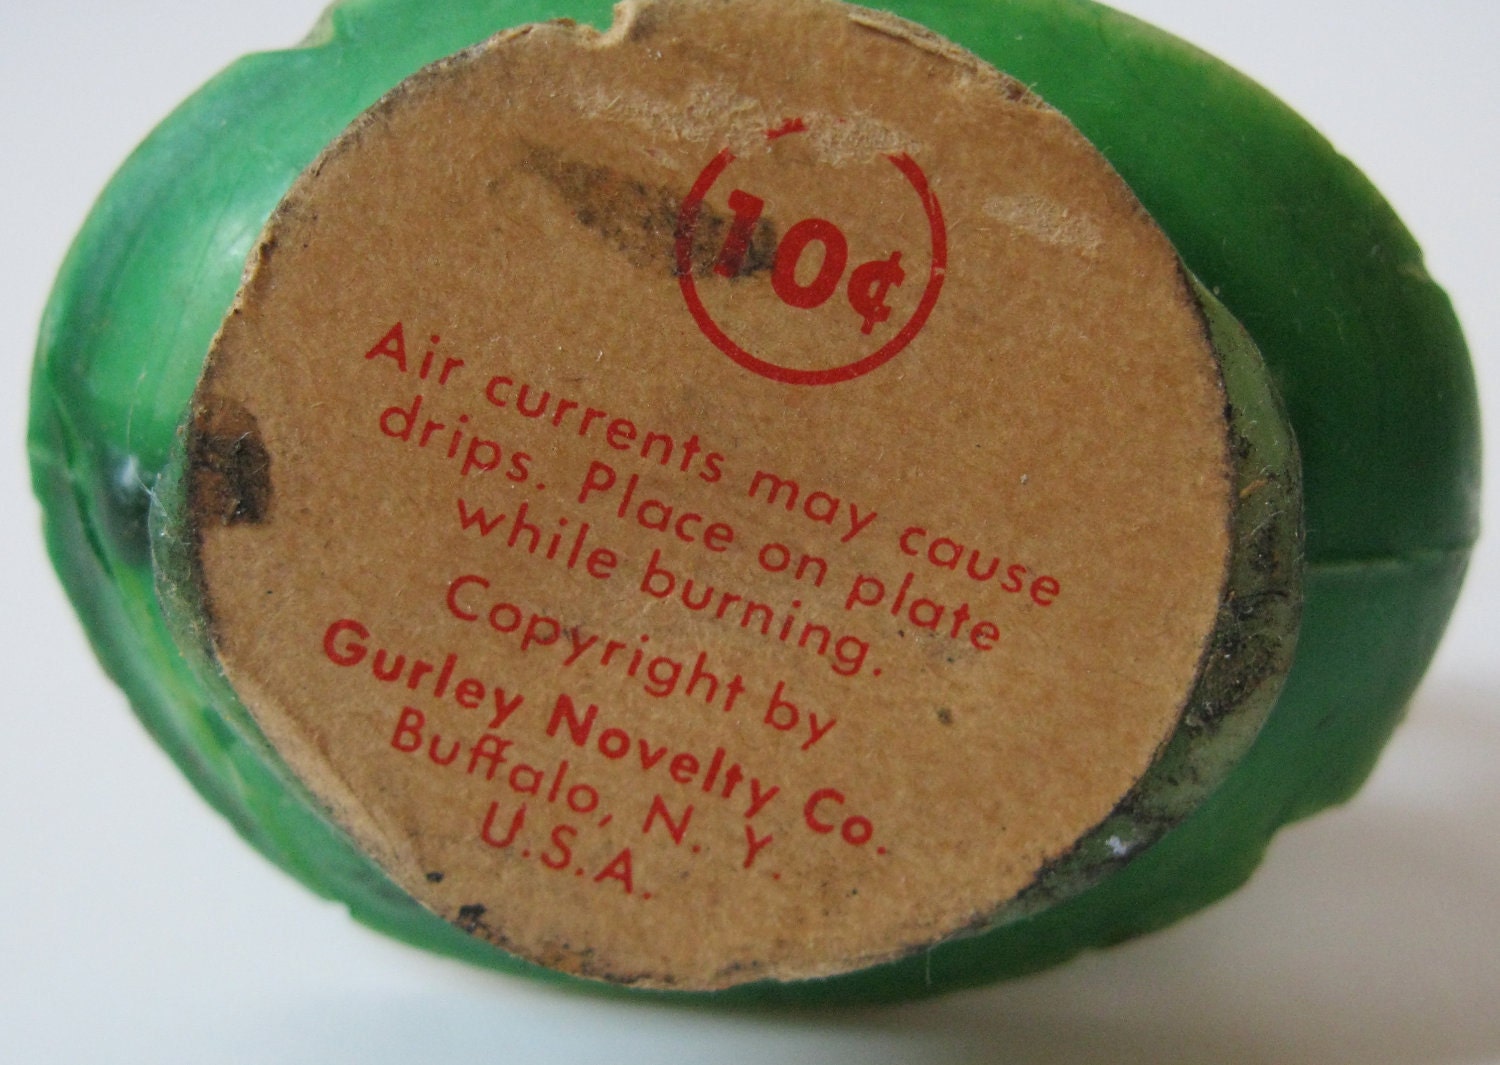 10¢
Air currents may cause
drips. Place on plate
while burning.
Copyright by
Gurley Novelty Co.
Buffalo, N. Y.
U.S.A.